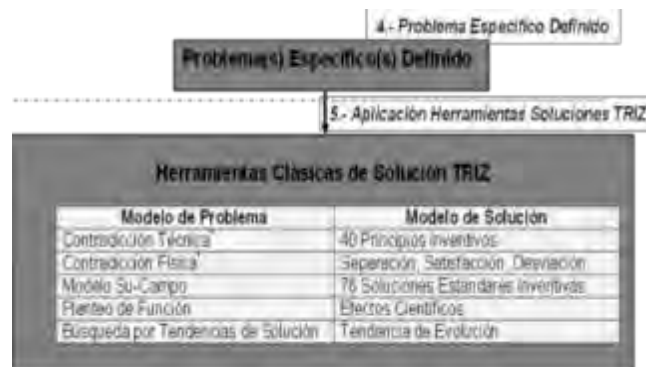 4.- Problema Especifico Definido
Problema(s) Específico(s) Definido
5.- Aplicación Herramientas Soluciones TRIZ
Herramientas Clásicas de Solución TRIZ
Modelo de Problema Modelo de Solución
Contradicción Técnica* 40 Principios Inventivos
Contradicción Física* Separación, Satisfacción, Desviación
Modelo Su-Campo 76 Soluciones Estándares Inventivas
Planteo de Función Efectos Científicos
Búsqueda por Tendencias de Solución Tendencia de Evolución